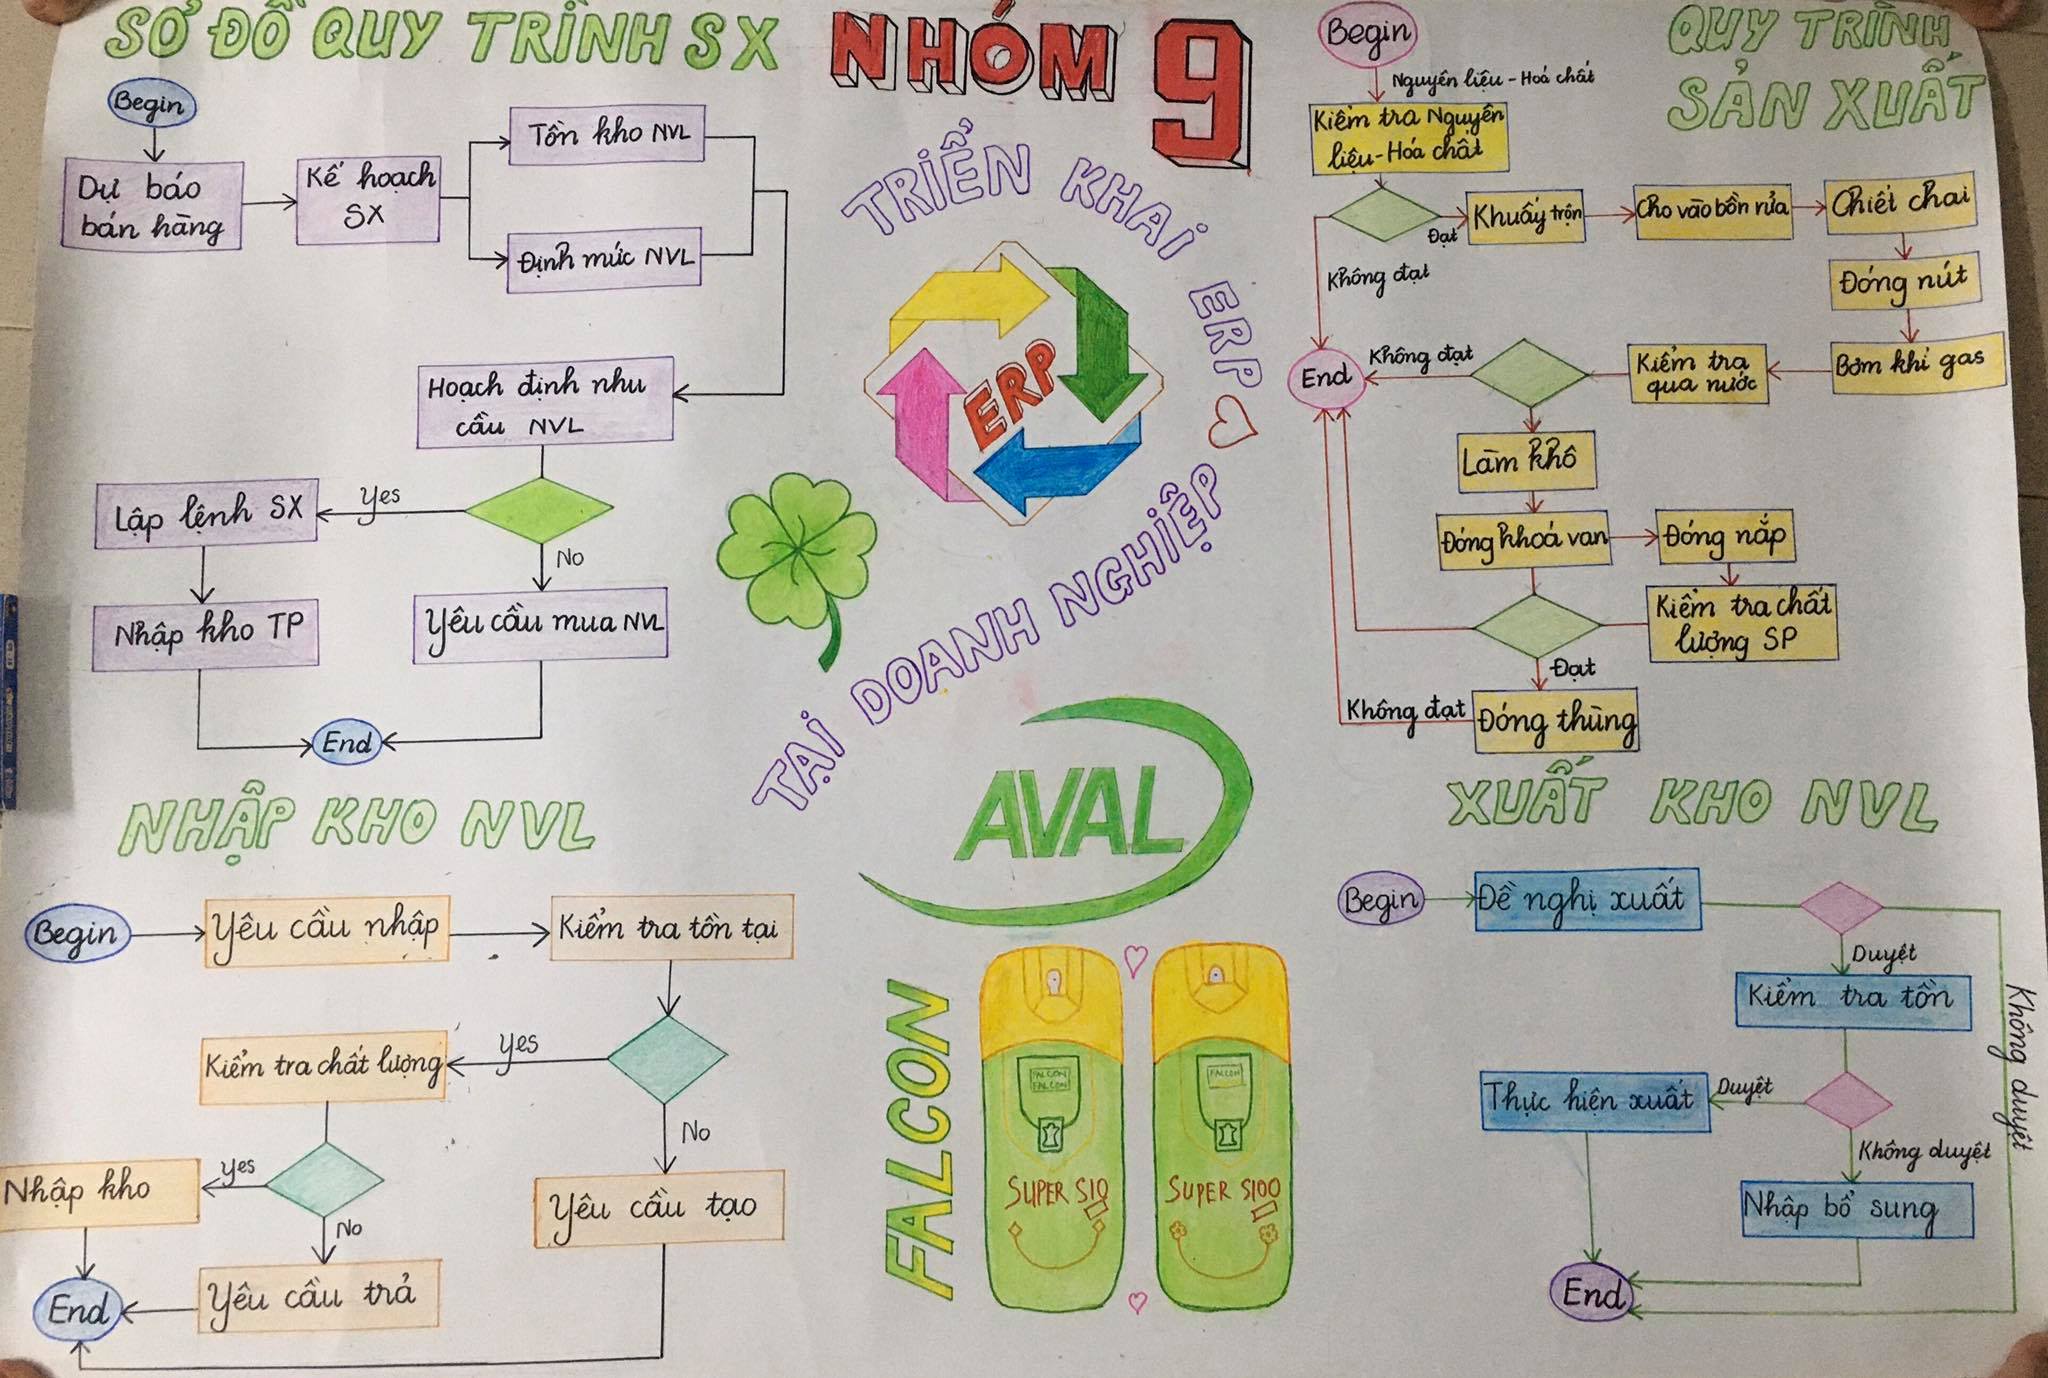 SƠ ĐỒ QUY TRÌNH SX
Begin
Dự báo
bán hàng
Kế hoạch
SX
Tồn kho NVL
Định mức NVL
Hoạch định nhu
cầu NVL
Yes
Lập lệnh SX
No
Nhập kho TP
Yêu cầu mua NVL
End
NHÓM 9
TRIỂN KHAI ERP
TẠI DOANH NGHIỆP
ERP
AVAL
FALCON
FALCON
FALCON
SUPER S10
FALCON
SUPER S100
QUY TRÌNH
SẢN XUẤT
Begin
Nguyên liệu - Hoá chất
Kiểm tra Nguyên
liệu - Hóa chất
Đạt
Không đạt
Khuấy trộn
Cho vào bồn rửa
Chiết chai
Đóng nút
Bơm khí gas
Kiểm tra
qua nước
Không đạt
End
Làm khô
Đóng khoá van
Đóng nắp
Kiểm tra chất
lượng SP
Đạt
Không đạt
Đóng thùng
NHẬP KHO NVL
Begin
Yêu cầu nhập
Kiểm tra tồn tại
Yes
Kiểm tra chất lượng
No
Yes
Nhập kho
No
Yêu cầu tạo
Yêu cầu trả
End
XUẤT KHO NVL
Begin
Đề nghị xuất
Duyệt
Không duyệt
Kiểm tra tồn
Duyệt
Thực hiện xuất
Không duyệt
Nhập bổ sung
End